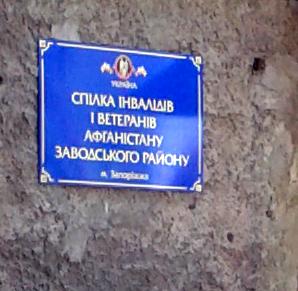 УКРАЇНА
СПІЛКА ІНВАЛІДІВ
І ВЕТЕРАНІВ
АФГАНІСТАНУ
ЗАВОДСЬКОГО РАЙОНУ
м. Запоріжжя